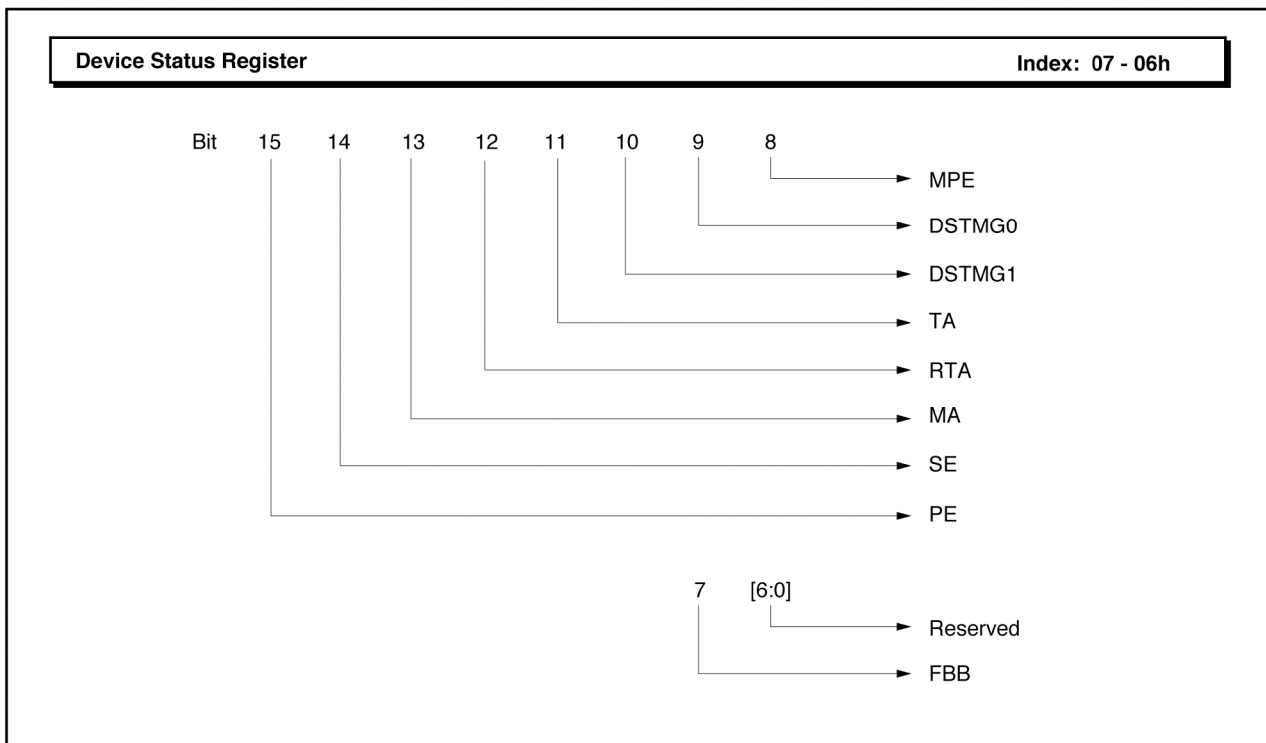 Device Status Register Index: 07 - 06h
Bit 15 14 13 12 11 10 9 8
MPE
DSTMG0
DSTMG1
TA
RTA
MA
SE
PE
7 [6:0]
Reserved
FBB